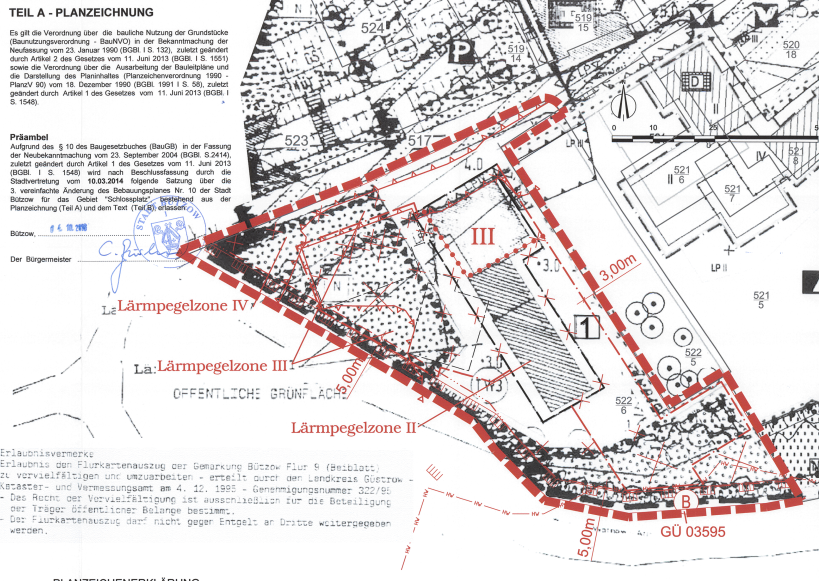 TEIL A - PLANZEICHNUNG
Es gilt die Verordnung über die bauliche Nutzung der Grundstücke
(Baunutzungsverordnung - BauNVO) in der Bekanntmachung der
Neufassung vom 23. Januar 1990 (BGBl. I S. 132), zuletzt geändert
durch Artikel 2 des Gesetzes vom 11. Juni 2013 (BGBl. I S. 1551)
sowie die Verordnung über die Ausarbeitung der Bauleitpläne und
die Darstellung des Planinhaltes (Planzeichenverordnung 1990 -
PlanzV 90) vom 18. Dezember 1990 (BGBl. 1991 I S. 58), zuletzt
geändert durch Artikel 1 des Gesetzes vom 11. Juni 2013 (BGBl. I
S. 1548).
Präambel
Aufgrund des § 10 des Baugesetzbuches (BauGB) in der Fassung
der Neubekanntmachung vom 23. September 2004 (BGBl. S.2414),
zuletzt geändert durch Artikel 1 des Gesetzes vom 11. Juni 2013
(BGBl. I S. 1548) wird nach Beschlussfassung durch die
Stadtvertretung vom 10.03.2014 folgende Satzung über die
3. vereinfachte Änderung des Bebauungsplanes Nr. 10 der Stadt
Bützow für das Gebiet "Schlossplatz", bestehend aus der
Planzeichnung (Teil A) und dem Text (Teil B), erlassen.
Bützow,
Der Bürgermeister
Lärmpegelzone IV
Lärmpegelzone III
Lärmpegelzone II
La:
ÖFFENTLICHE GRÜNFLÄCHE
Erlaubnisvermerke
Erlaubnis den Flurkartenauszug der Gemarkung Bützow Flur 9 (Beiblatt)
zu vervielfältigen und umzuarbeiten - erteilt durch den Landkreis Güstrow -
Kataster- und Vermessungsamt am 4. 12. 1995 - Genehmigungsnummer 322/95
- Das Recht der Vervielfältigung ist ausschließlich für die Beteiligung
der Träger öffentlicher Belange bestimmt.
- Der Flurkartenauszug darf nicht gegen Entgelt an Dritte weitergegeben
werden.
PLANZEICHENERKLÄRUNG
524
P
519
14
519
15
520
18
D
II
0 10 25
523
517
LP III
521
6
521
7
521
8
IV
4.0
III
3.0
3,00m
LP II
521
5
N
1
3.0
TW3
5,00m
522
5
522
6
B
HV
5,00m
GÜ 03595